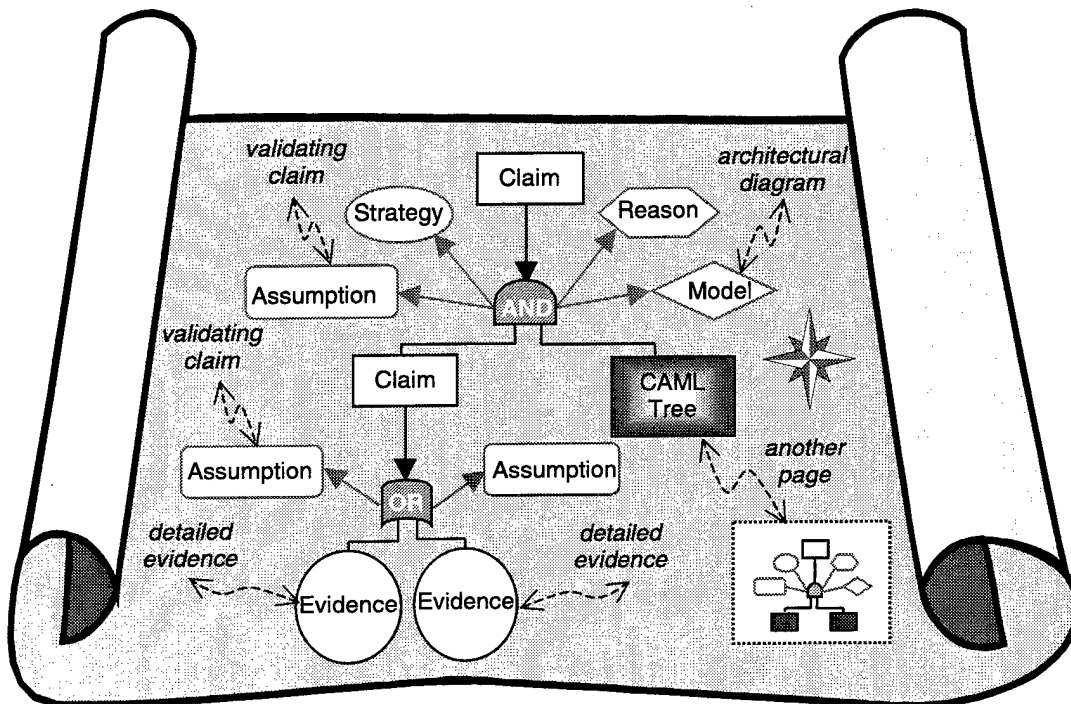 validating
claim
Claim
architectural
diagram
Strategy
Reason
Assumption
AND
Model
validating
claim
Claim
CAML
Tree
Assumption
Assumption
another
page
OR
detailed
evidence
detailed
evidence
Evidence
Evidence